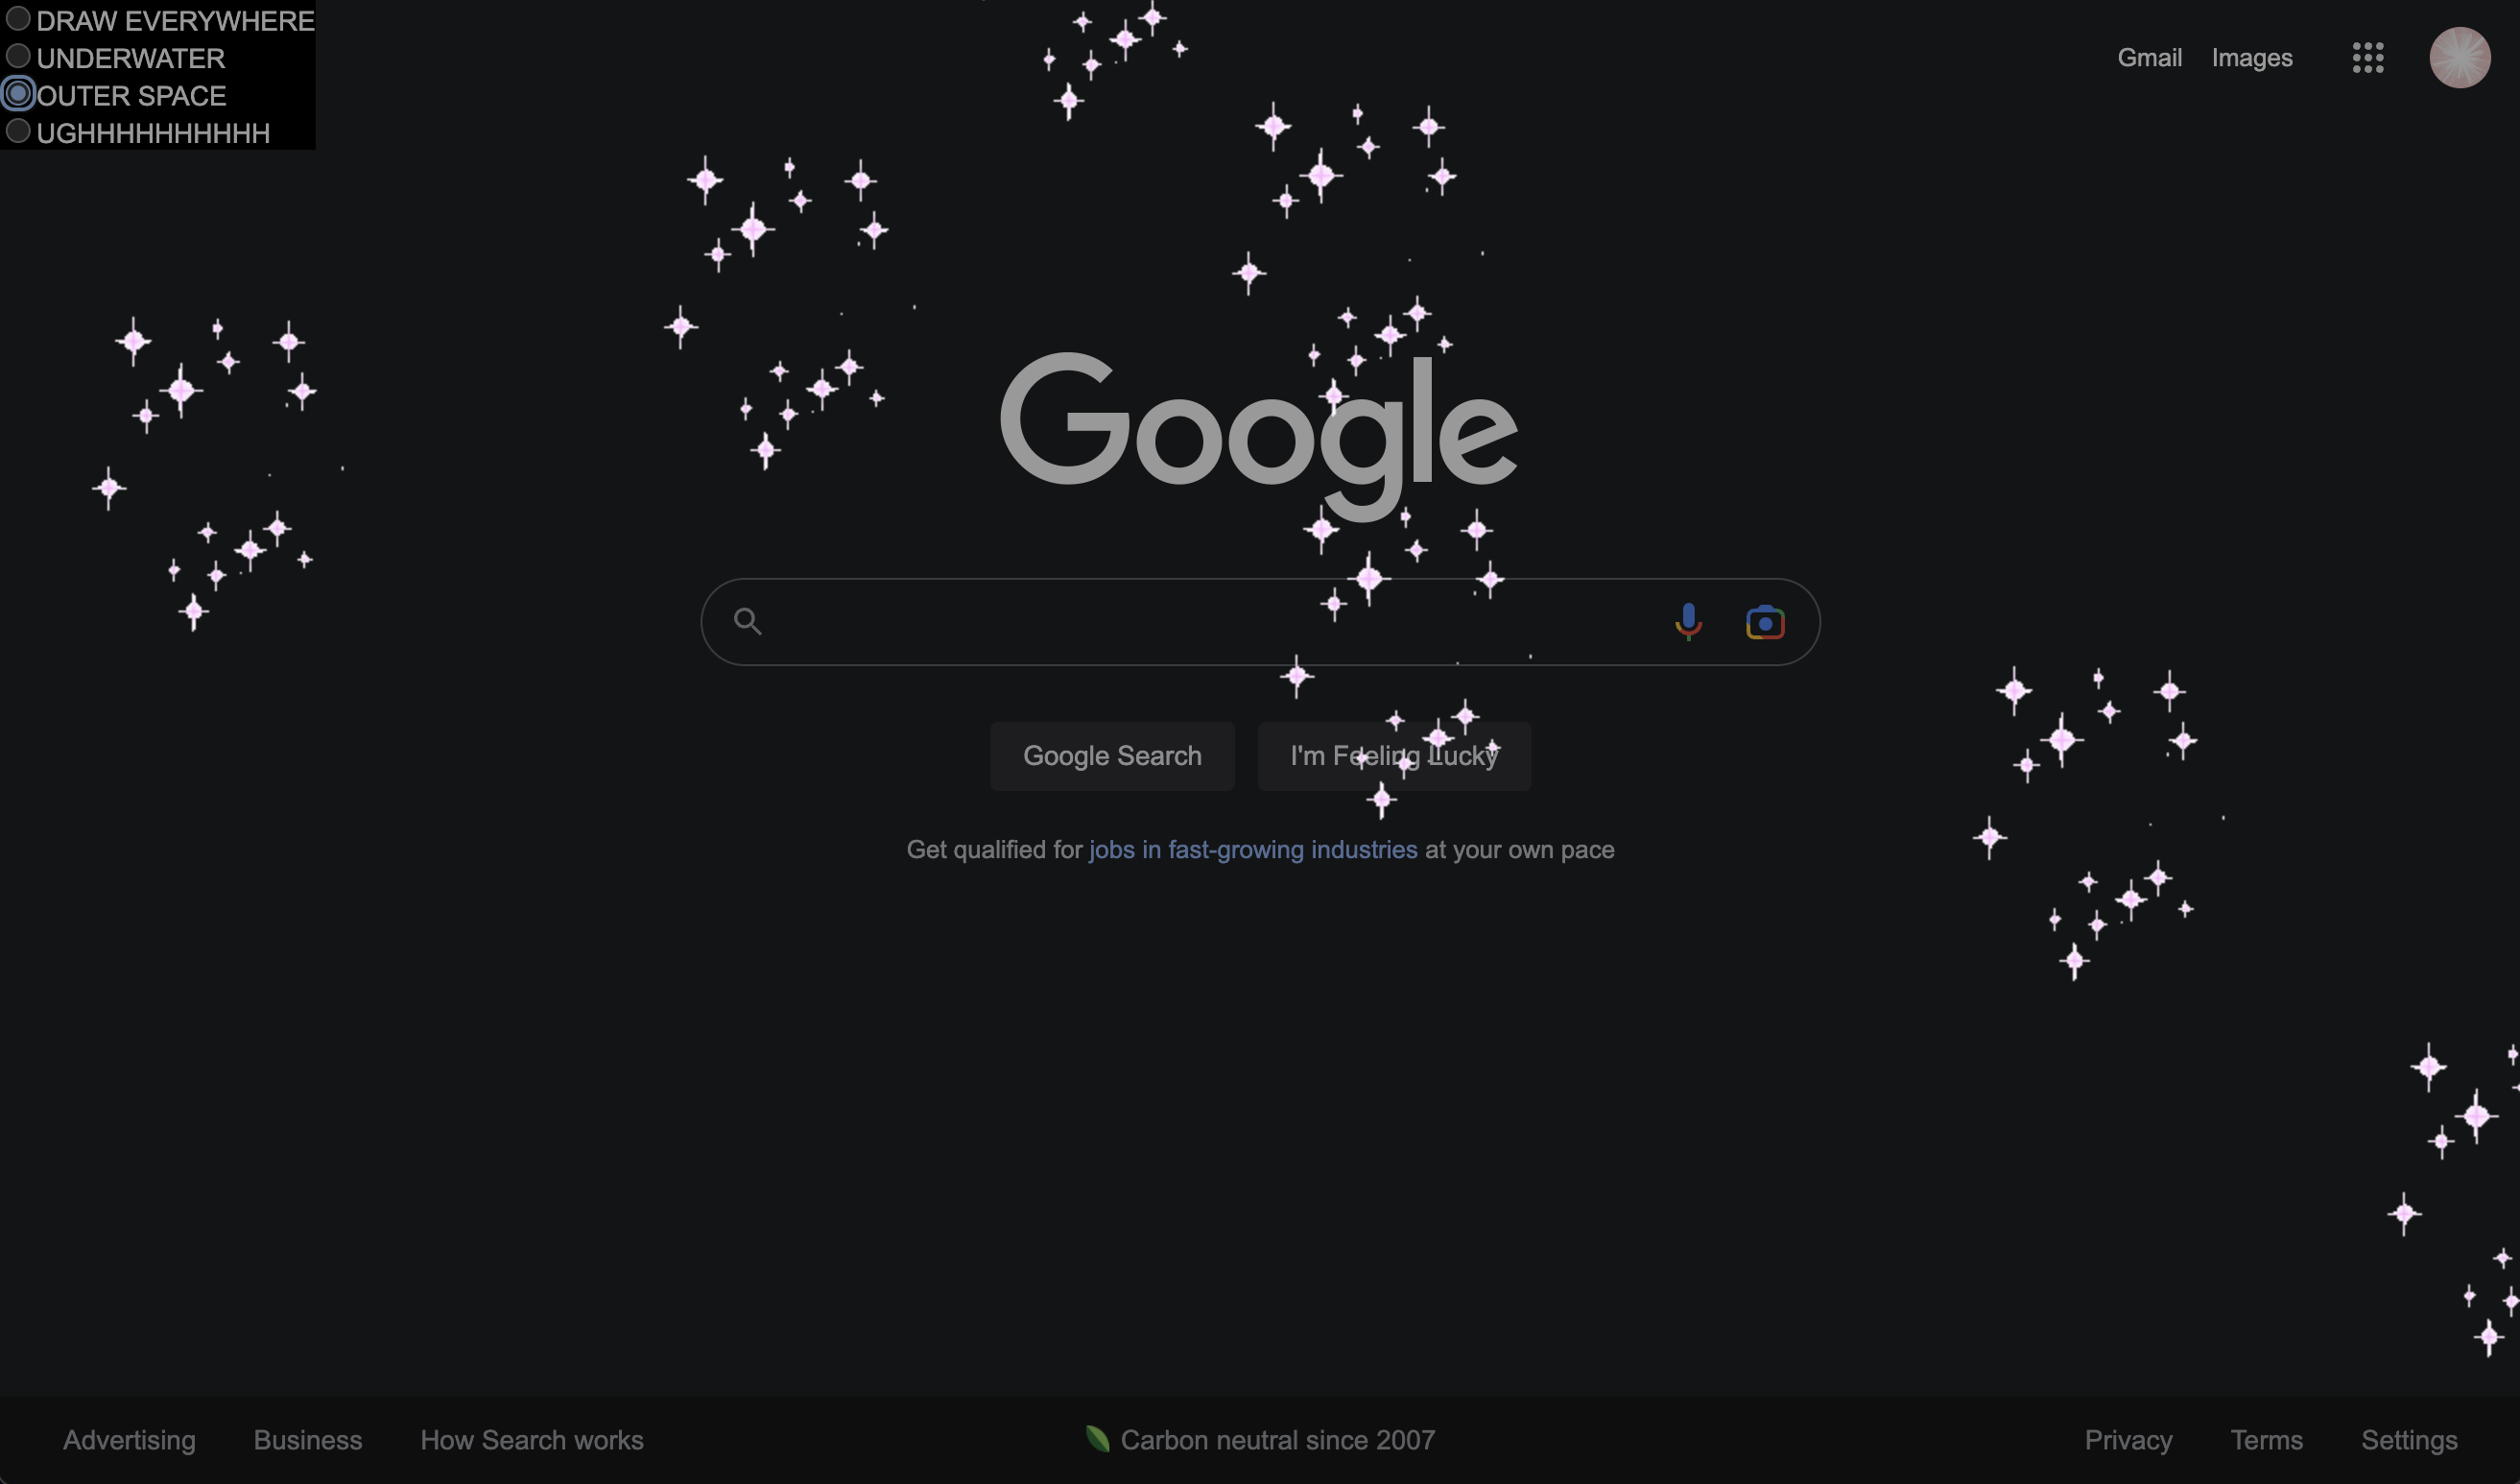 DRAW EVERYWHERE
UNDERWATER
OUTER SPACE
UGHHHHHHHHHHH
Gmail Images
Google
Google Search I'm Feeling Lucky
Get qualified for jobs in fast-growing industries at your own pace
Advertising Business How Search works Carbon neutral since 2007 Privacy Terms Settings